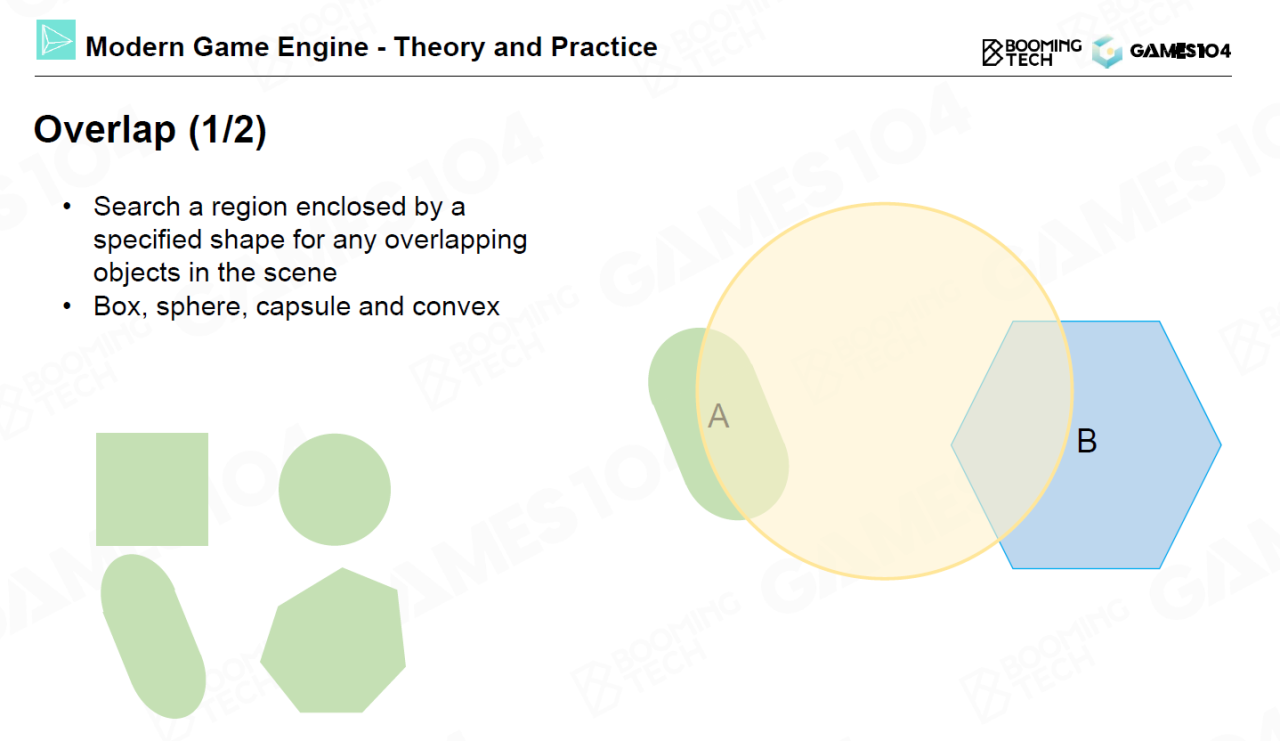 Modern Game Engine - Theory and Practice
BOOMING
TECH
GAMES104
Overlap (1/2)
• Search a region enclosed by a
specified shape for any overlapping
objects in the scene
• Box, sphere, capsule and convex
A
B